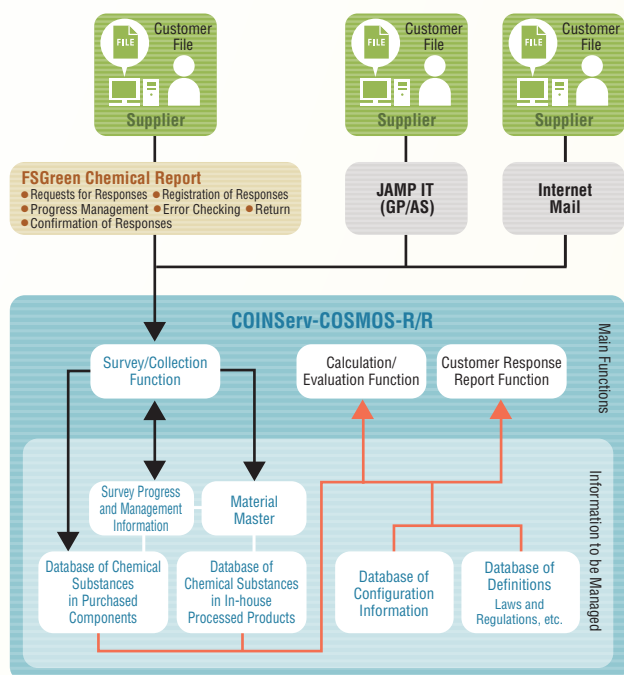 FILE
Customer
File
Supplier
FILE
Customer
File
Supplier
FILE
Customer
File
Supplier
FSGreen Chemical Report
● Requests for Responses ● Registration of Responses
● Progress Management ● Error Checking ● Return
● Confirmation of Responses
JAMP IT
(GP/AS)
Internet
Mail
COINServ-COSMOS-R/R
Main Functions
Survey/Collection
Function
Calculation/
Evaluation Function
Customer Response
Report Function
Information to be Managed
Survey Progress
and Management
Information
Material
Master
Database of Chemical
Substances
in Purchased
Components
Database of
Chemical Substances
in In-house
Processed Products
Database of
Configuration
Information
Database of
Definitions
Laws and
Regulations, etc.